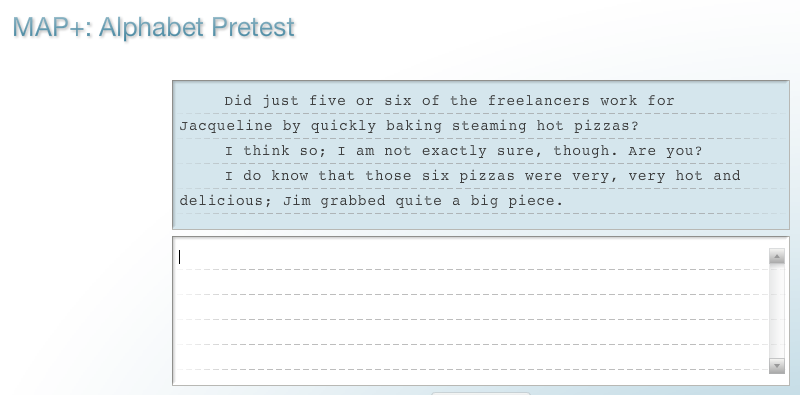 MAP+: Alphabet Pretest
Did just five or six of the freelancers work for
Jacqueline by quickly baking steaming hot pizzas?
I think so; I am not exactly sure, though. Are you?
I do know that those six pizzas were very, very hot and
delicious; Jim grabbed quite a big piece.